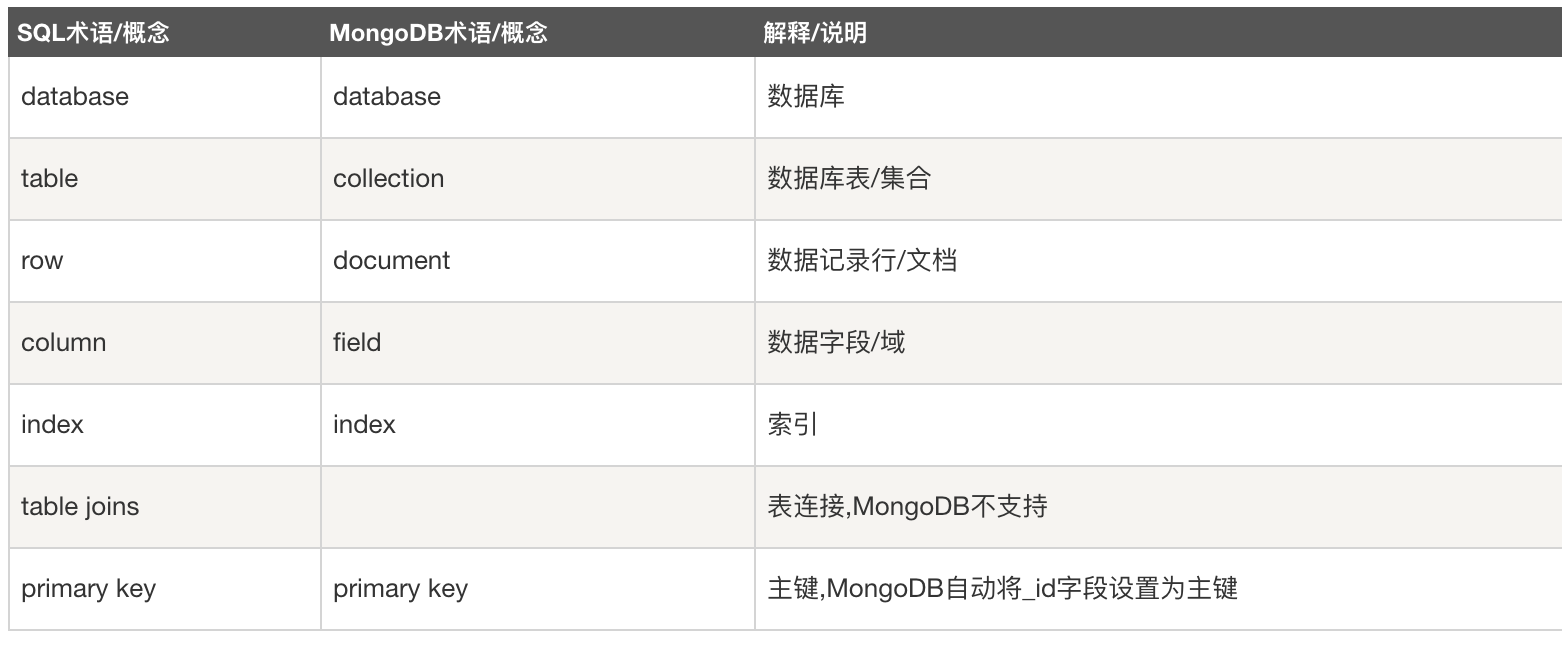 SQL术语/概念 MongoDB术语/概念 解释/说明
database database 数据库
table collection 数据库表/集合
row document 数据记录行/文档
column field 数据字段/域
index index 索引
table joins 表连接,MongoDB不支持
primary key primary key 主键,MongoDB自动将_id字段设置为主键